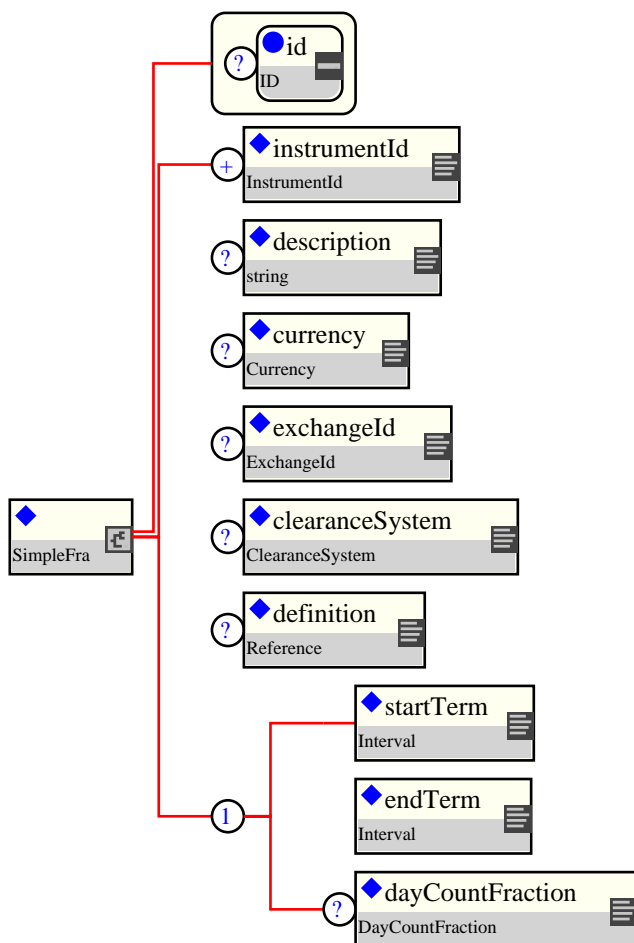 ? id
ID
+ instrumentId
InstrumentId
? description
string
? currency
Currency
? exchangeId
ExchangeId
SimpleFra
? clearanceSystem
ClearanceSystem
? definition
Reference
startTerm
Interval
1
endTerm
Interval
? dayCountFraction
DayCountFraction